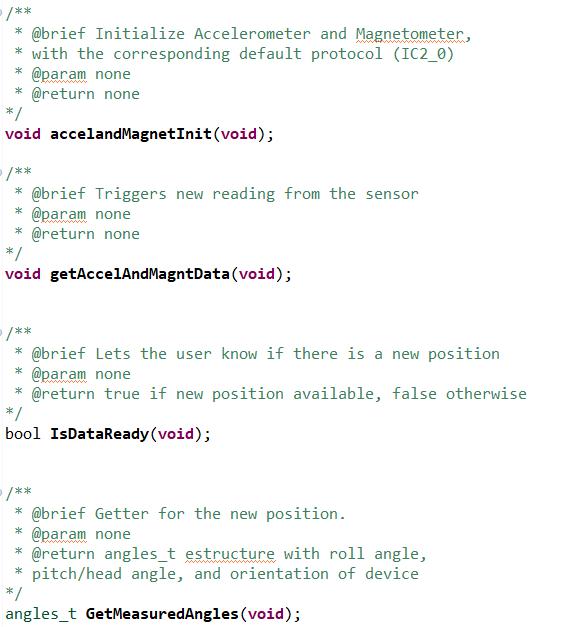 /**
 * @brief Initialize Accelerometer and Magnetometer,
 * with the corresponding default protocol (IC2_0)
 * @param none
 * @return none
*/
void accelandMagnetInit(void);
/**
 * @brief Triggers new reading from the sensor
 * @param none
 * @return none
*/
void getAccelAndMagntData(void);
/**
 * @brief Lets the user know if there is a new position
 * @param none
 * @return true if new position available, false otherwise
*/
bool IsDataReady(void);
/**
 * @brief Getter for the new position.
 * @param none
 * @return angles_t estructure with roll angle,
 * pitch/head angle, and orientation of device
*/
angles_t GetMeasuredAngles(void);